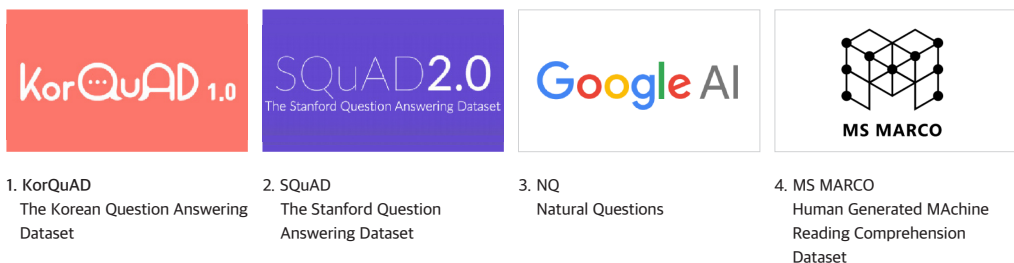 KorQuAD 1.0
SQuAD2.0
The Stanford Question Answering Dataset
Google AI
MS MARCO
1. KorQuAD
The Korean Question Answering
Dataset
2. SQuAD
The Stanford Question
Answering Dataset
3. NQ
Natural Questions
4. MS MARCO
Human Generated MAchine
Reading Comprehension
Dataset